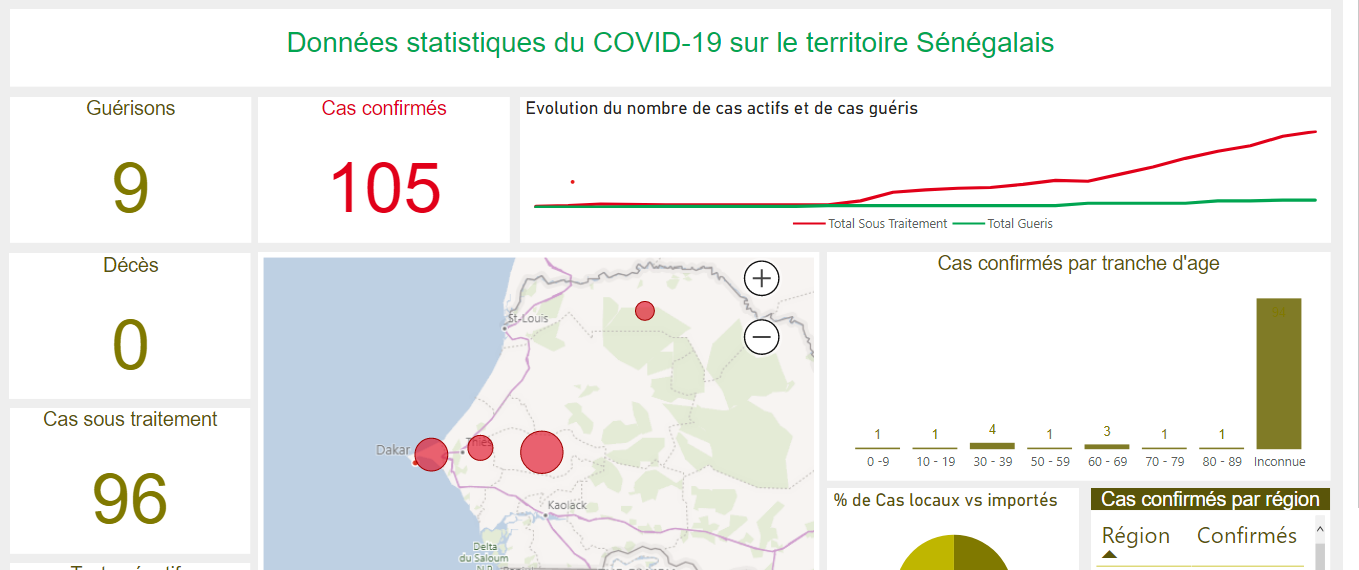 Données statistiques du COVID-19 sur le territoire Sénégalais
Guérisons
9
Cas confirmés
105
Evolution du nombre de cas actifs et de cas guéris
Total Sous Traitement
Total Gueris
Décès
0
Cas sous traitement
96
St-Louis
Dakar
Thiès
Kaolack
Delta
du Saloum
Cas confirmés par tranche d'age
1
1
4
1
3
1
1
0 -9
10 - 19
30 - 39
50 - 59
60 - 69
70 - 79
80 - 89
Inconnue
% de Cas locaux vs importés
Cas confirmés par région
Région
Confirmés